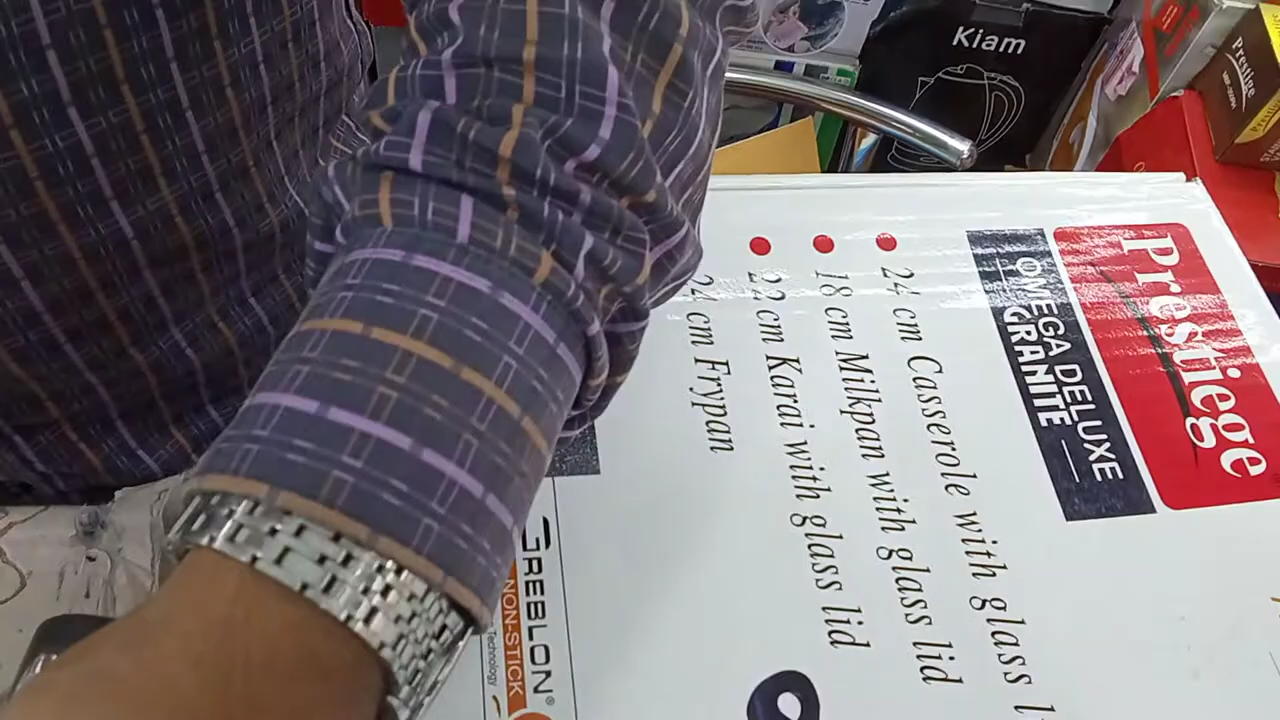 Prestiege
OMEGA DELUXE
GRANITE
24 cm Casserole with glass
18 cm Milkpan with glass lid
22 cm Karai with glass lid
24 cm Frypan
GREBLON®
NON-STICK
Technology
Kiam
Prestige